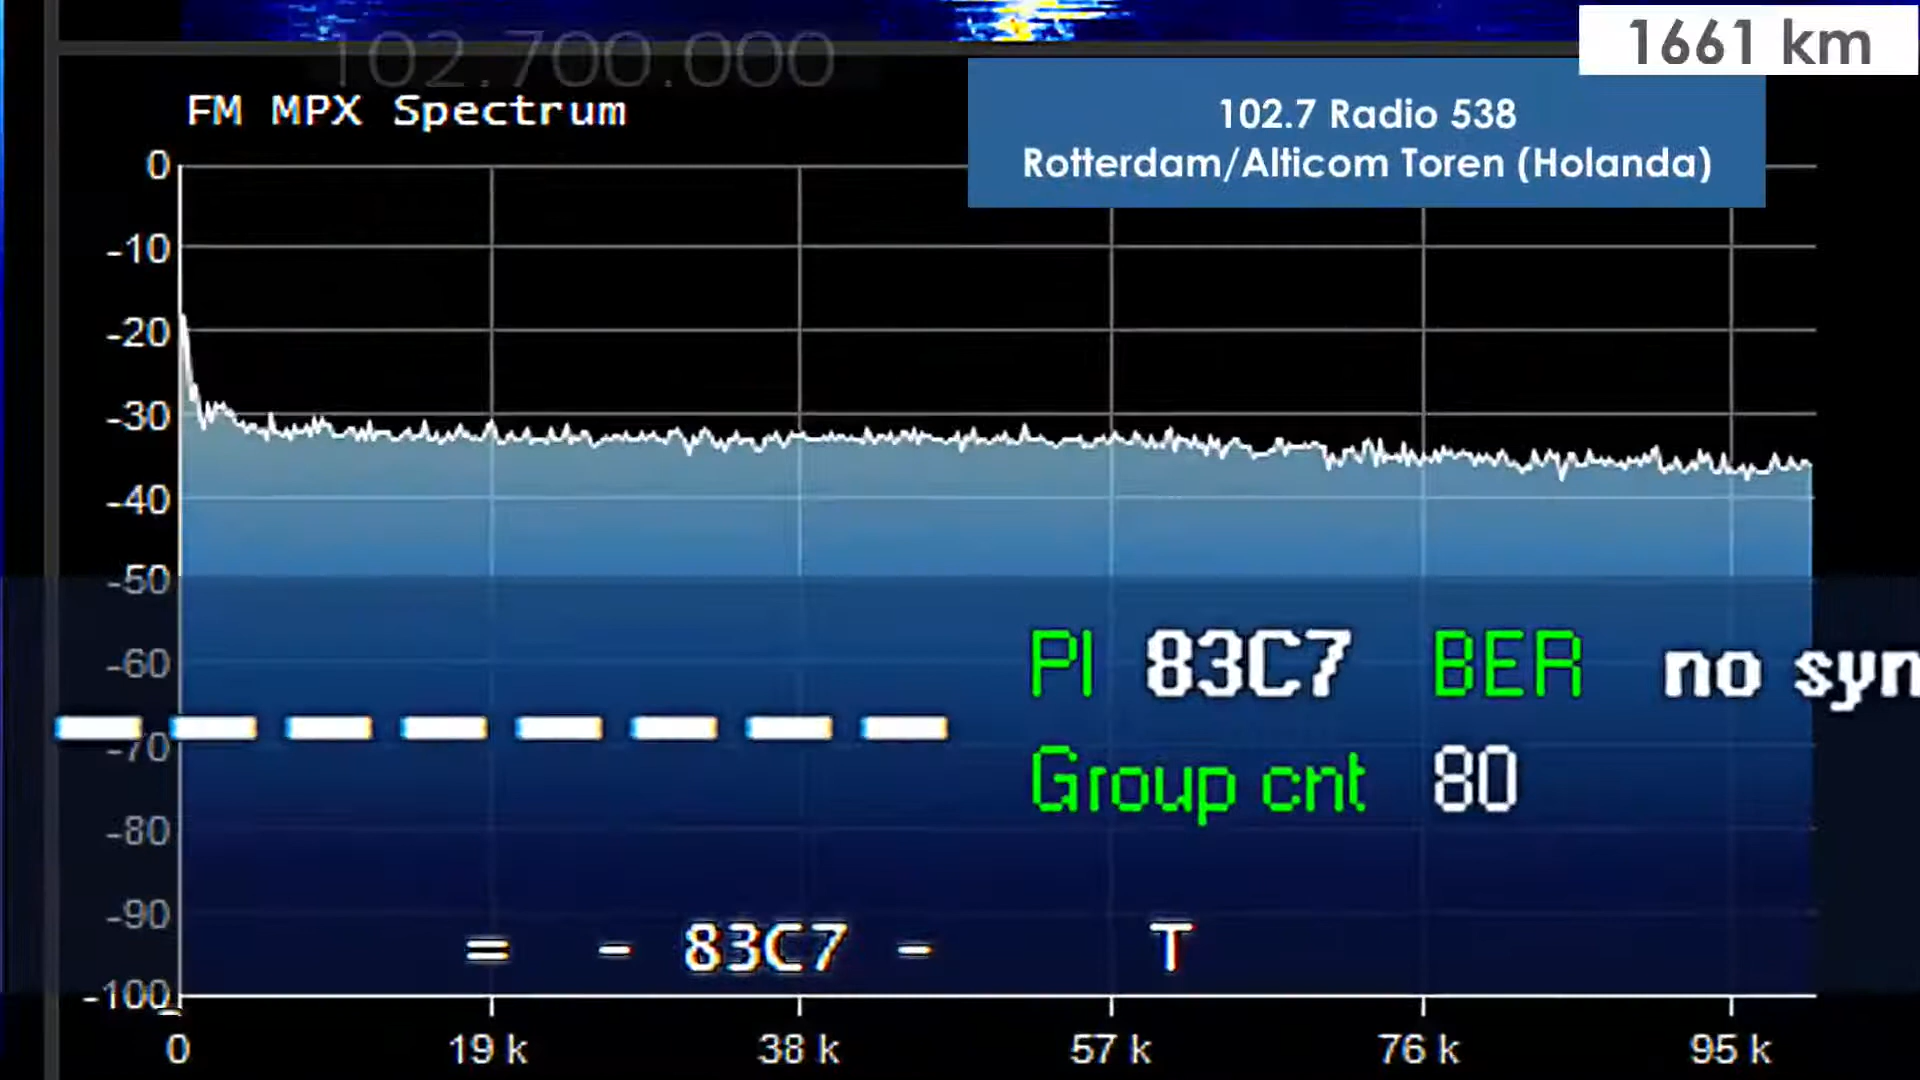 1661 km
102.700.000
FM MPX Spectrum
102.7 Radio 538
Rotterdam/Alticom Toren (Holanda)
0
-10
-20
-30
-40
-50
-60
-70
-80
-90
-100
PI 83C7 BER no syn
Group cnt 80
= - 83C7 - T
0 19 k 38 k 57 k 76 k 95 k